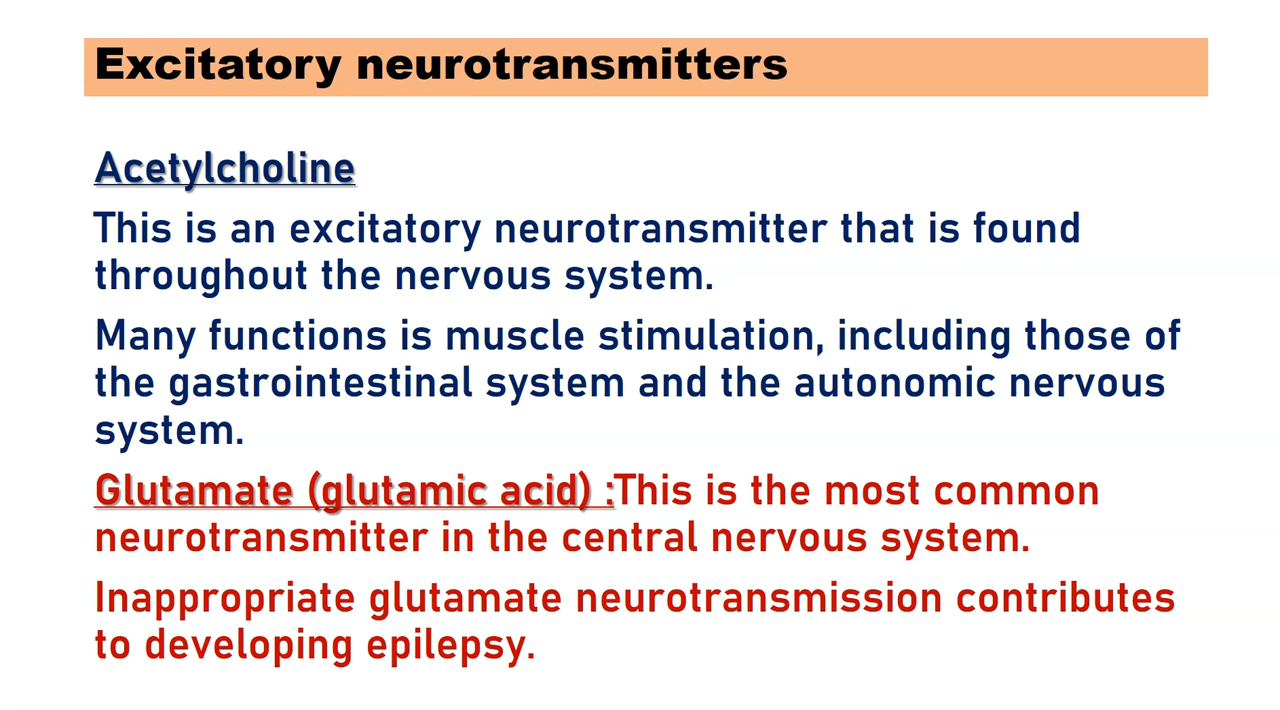 Excitatory neurotransmitters
Acetylcholine
This is an excitatory neurotransmitter that is found
throughout the nervous system.
Many functions is muscle stimulation, including those of
the gastrointestinal system and the autonomic nervous
system.
Glutamate (glutamic acid) :This is the most common
neurotransmitter in the central nervous system.
Inappropriate glutamate neurotransmission contributes
to developing epilepsy.